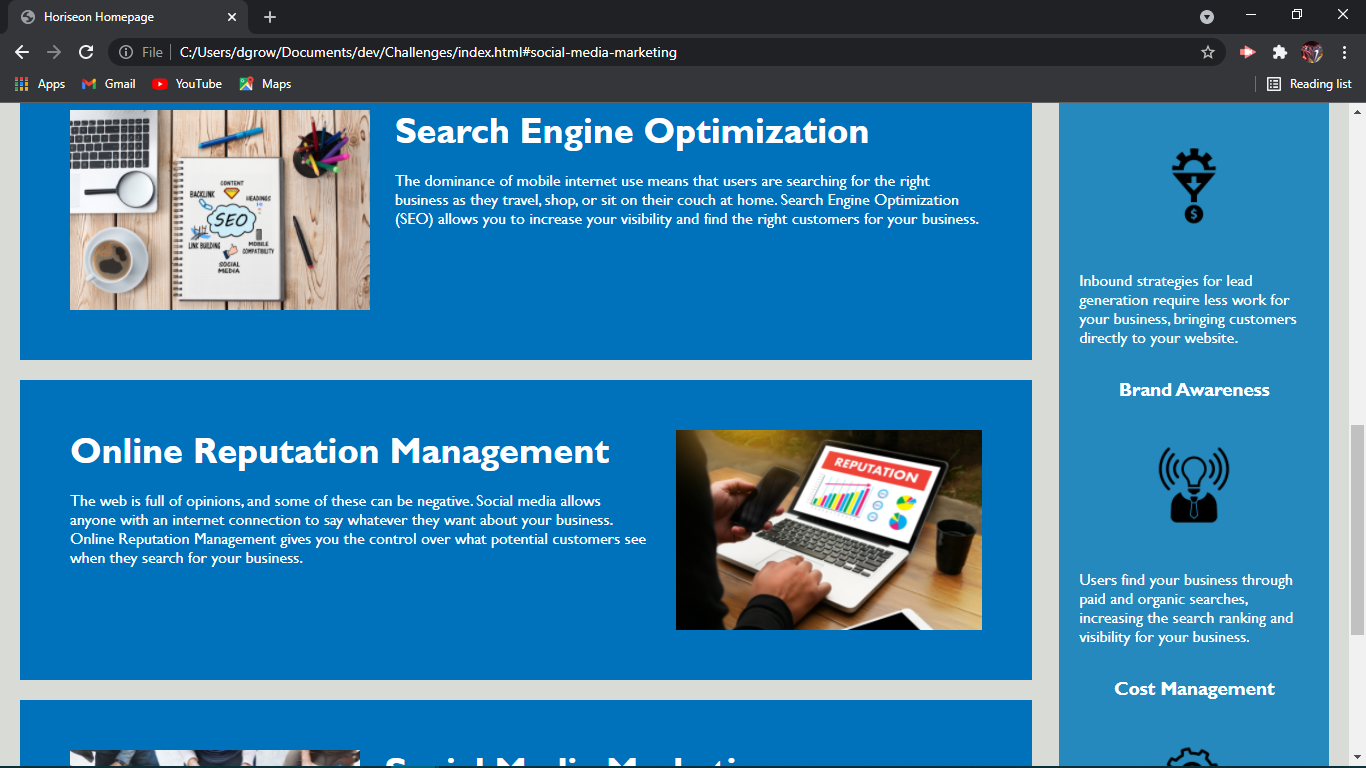 Horiseon Homepage
File
C:/Users/dgrow/Documents/dev/Challenges/index.html#social-media-marketing
Apps
Gmail
YouTube
Maps
Reading list
CONTENT
BACKLINK
HEADINGS
SEO
LINK BUILDING
MOBILE
COMPATIBILITY
SOCIAL
MEDIA
Search Engine Optimization
The dominance of mobile internet use means that users are searching for the right
business as they travel, shop, or sit on their couch at home. Search Engine Optimization
(SEO) allows you to increase your visibility and find the right customers for your business.
Online Reputation Management
The web is full of opinions, and some of these can be negative. Social media allows
anyone with an internet connection to say whatever they want about your business.
Online Reputation Management gives you the control over what potential customers see
when they search for your business.
REPUTATION
Social Media Marketing
$
Inbound strategies for lead
generation require less work for
your business, bringing customers
directly to your website.
Brand Awareness
Users find your business through
paid and organic searches,
increasing the search ranking and
visibility for your business.
Cost Management